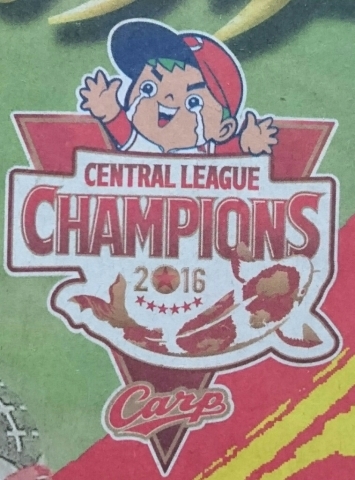 CENTRAL LEAGUE
CHAMPIONS
2016
Carp